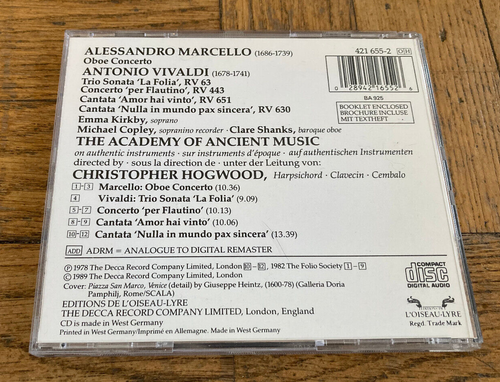 ALESSANDRO MARCELLO (1686-1739)
Oboe Concerto
421 655-2 OH
ANTONIO VIVALDI (1678-1741)
Trio Sonata 'La Folia', RV 63
Concerto 'per Flautino', RV 443
Cantata 'Amor hai vinto', RV 651
Cantata 'Nulla in mundo pax sincera', RV 630
0 28942 16552 6
BA 925
BOOKLET ENCLOSED
BROCHURE INCLUSE
MIT TEXTHEFT
Emma Kirkby, soprano
Michael Copley, sopranino recorder · Clare Shanks, baroque oboe
THE ACADEMY OF ANCIENT MUSIC
on authentic instruments · sur instruments d'époque · auf authentischen Instrumenten
directed by · sous la direction de · unter der Leitung von:
CHRISTOPHER HOGWOOD, Harpsichord · Clavecin · Cembalo
1-3 Marcello: Oboe Concerto (10.36)
4 Vivaldi: Trio Sonata 'La Folia' (9.09)
5-7 Concerto 'per Flautino' (10.13)
8-9 Cantata 'Amor hai vinto' (10.06)
10-12 Cantata 'Nulla in mundo pax sincera' (13.39)
ADD ADRM = ANALOGUE TO DIGITAL REMASTER
Ⓟ 1978 The Decca Record Company Limited, London 10-12, 1982 The Folio Society 1-9
© 1989 The Decca Record Company Limited, London
Cover: Piazza San Marco, Venice (detail) by Giuseppe Heintz, (1600-78) (Galleria Doria
Pamphilj, Rome/SCALA)
EDITIONS DE L'OISEAU-LYRE
THE DECCA RECORD COMPANY LIMITED, London, England
CD is made in West Germany
Printed in West Germany/Imprimé en Allemagne. Made in West Germany.
COMPACT
disc
DIGITAL AUDIO
L'OISEAU-LYRE
Regd. Trade Mark